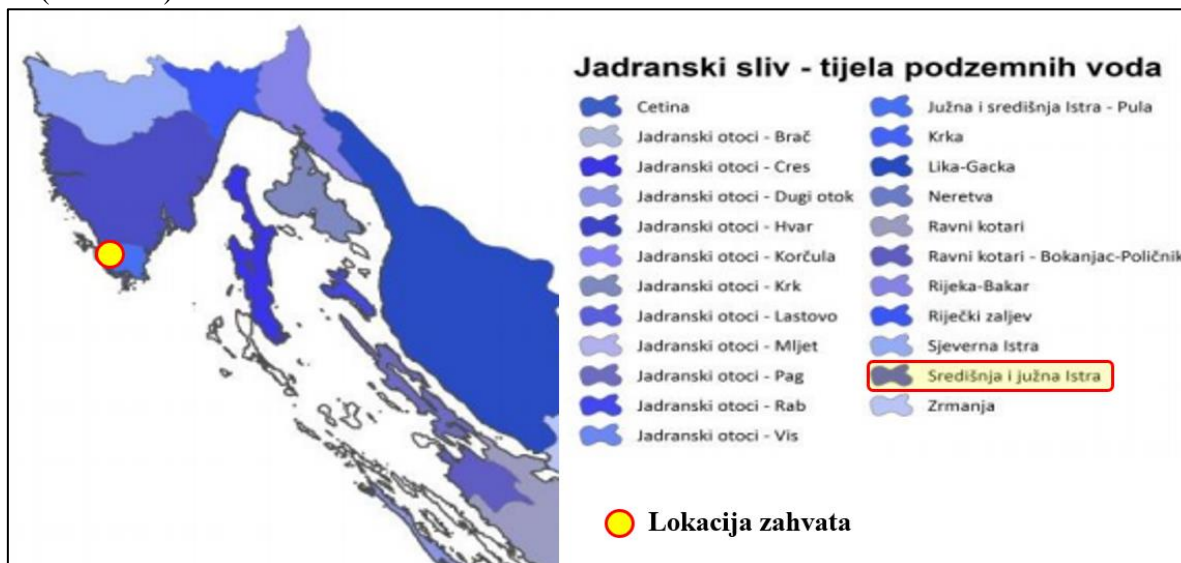 Jadranski sliv - tijela podzemnih voda
Cetina
Jadranski otoci - Brač
Jadranski otoci - Cres
Jadranski otoci - Dugi otok
Jadranski otoci - Hvar
Jadranski otoci - Korčula
Jadranski otoci - Krk
Jadranski otoci - Lastovo
Jadranski otoci - Mljet
Jadranski otoci - Pag
Jadranski otoci - Rab
Jadranski otoci - Vis
Južna i središnja Istra - Pula
Krka
Lika-Gacka
Neretva
Ravni kotari
Ravni kotari - Bokanjac-Poličnik
Rijeka-Bakar
Riječki zaljev
Sjeverna Istra
Središnja i južna Istra
Zrmanja
Lokacija zahvata